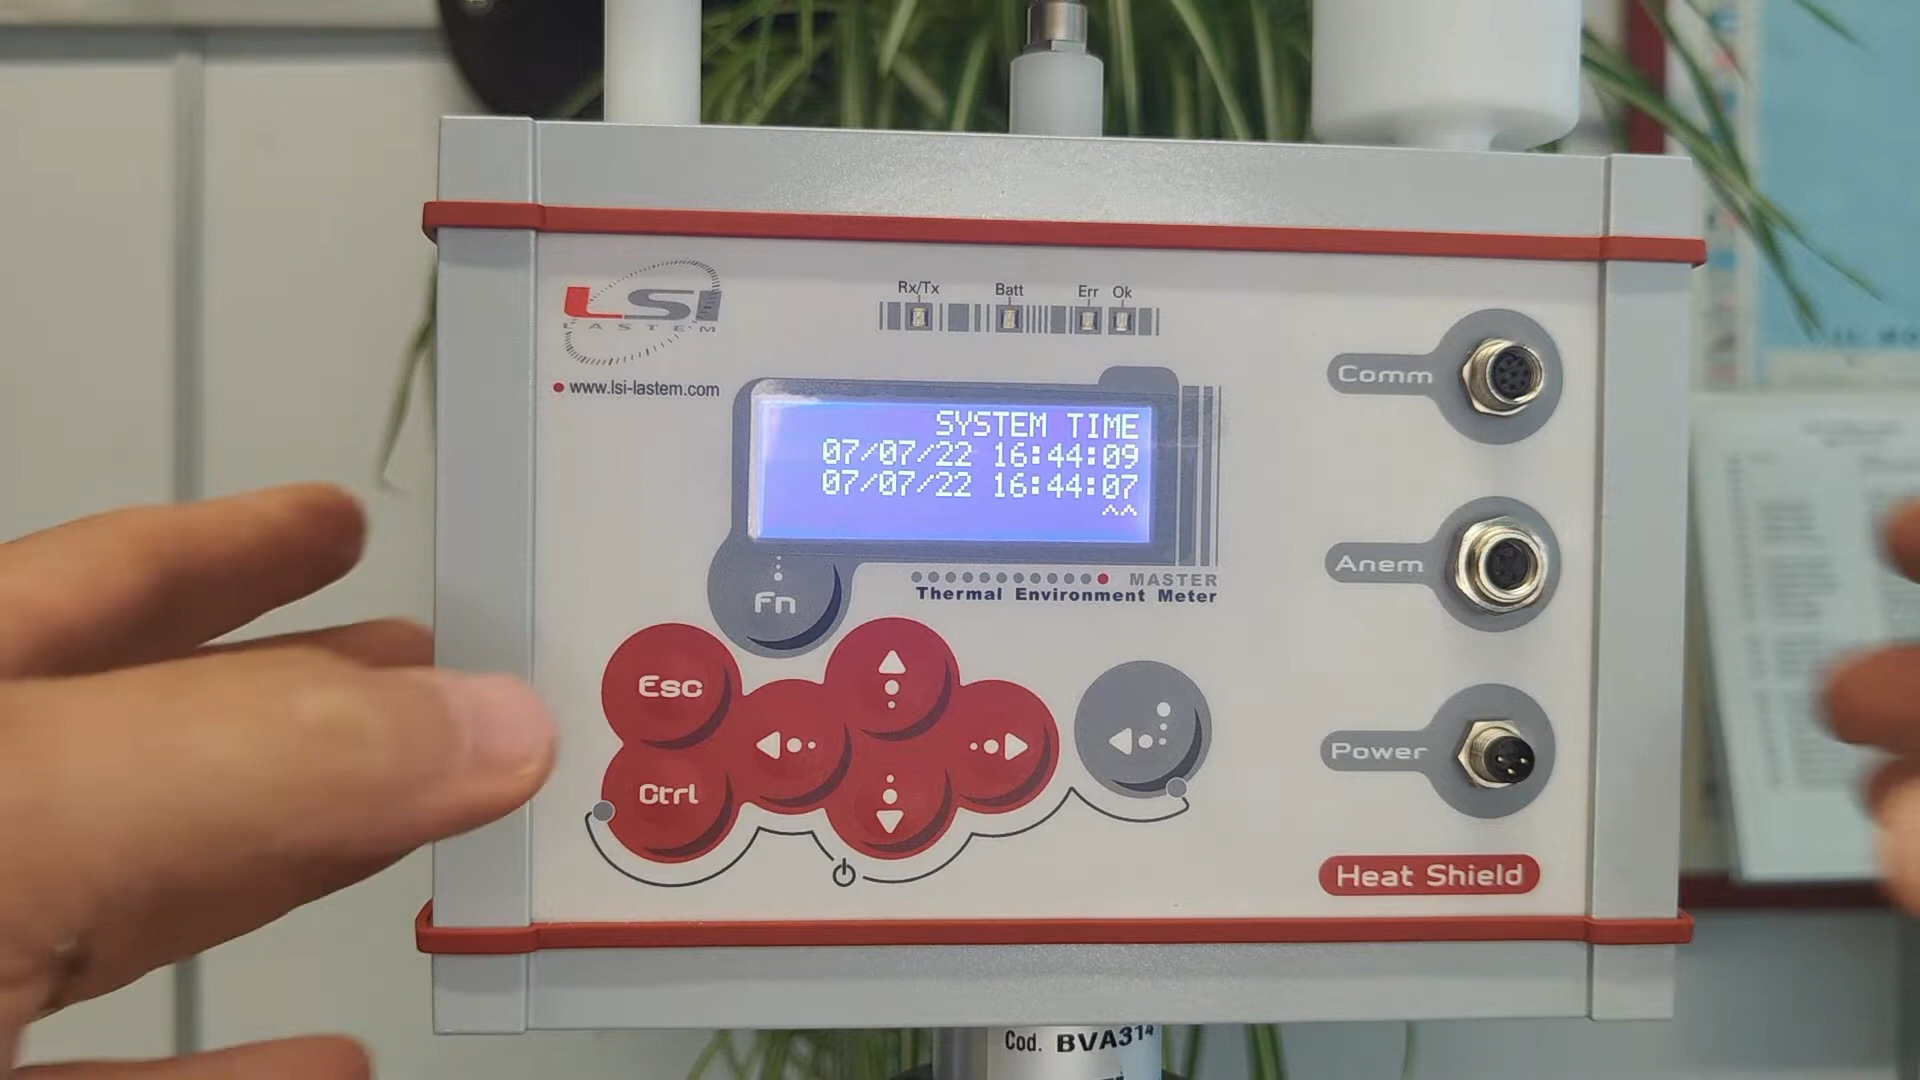 LSI
LASTEM
www.lsi-lastem.com
Rx/Tx
Batt
Err
Ok
SYSTEM TIME
07/07/22 16:44:09
07/07/22 16:44:07
^^
MASTER
Thermal Environment Meter
Fn
Esc
Ctrl
Comm
Anem
Power
Heat Shield
Cod. BVA314